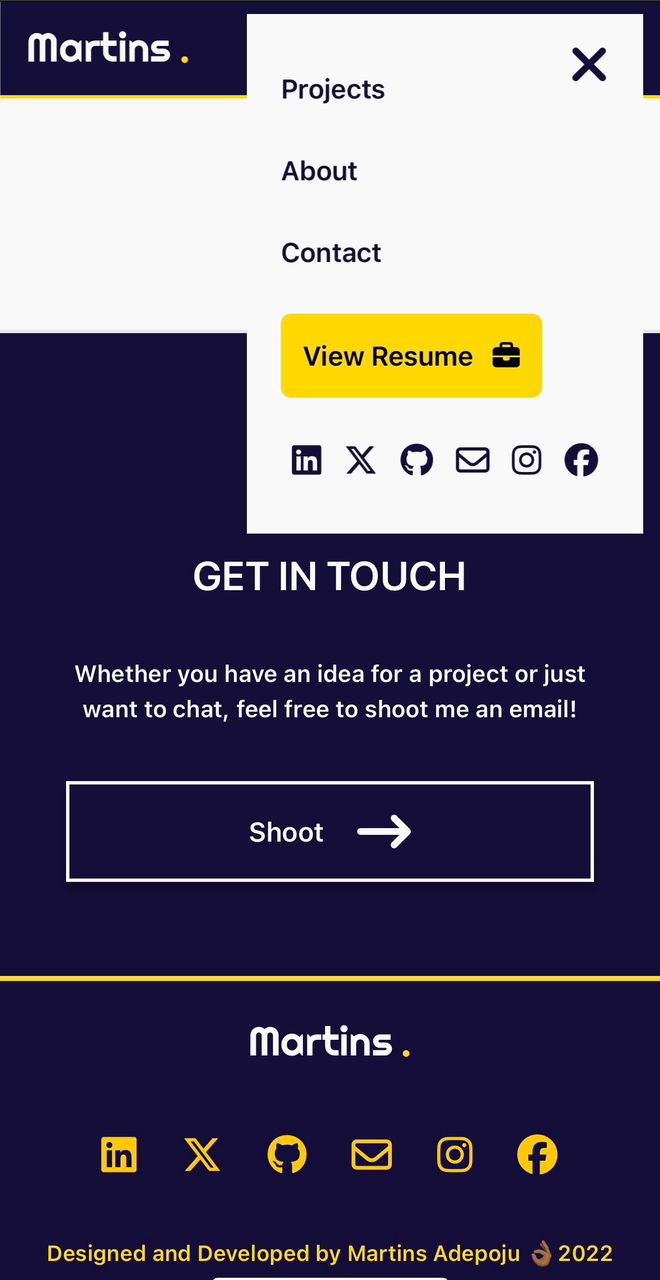 Martins .
Projects
About
Contact
View Resume
GET IN TOUCH
Whether you have an idea for a project or just
want to chat, feel free to shoot me an email!
Shoot
Martins .
Designed and Developed by Martins Adepoju 👌🏾2022